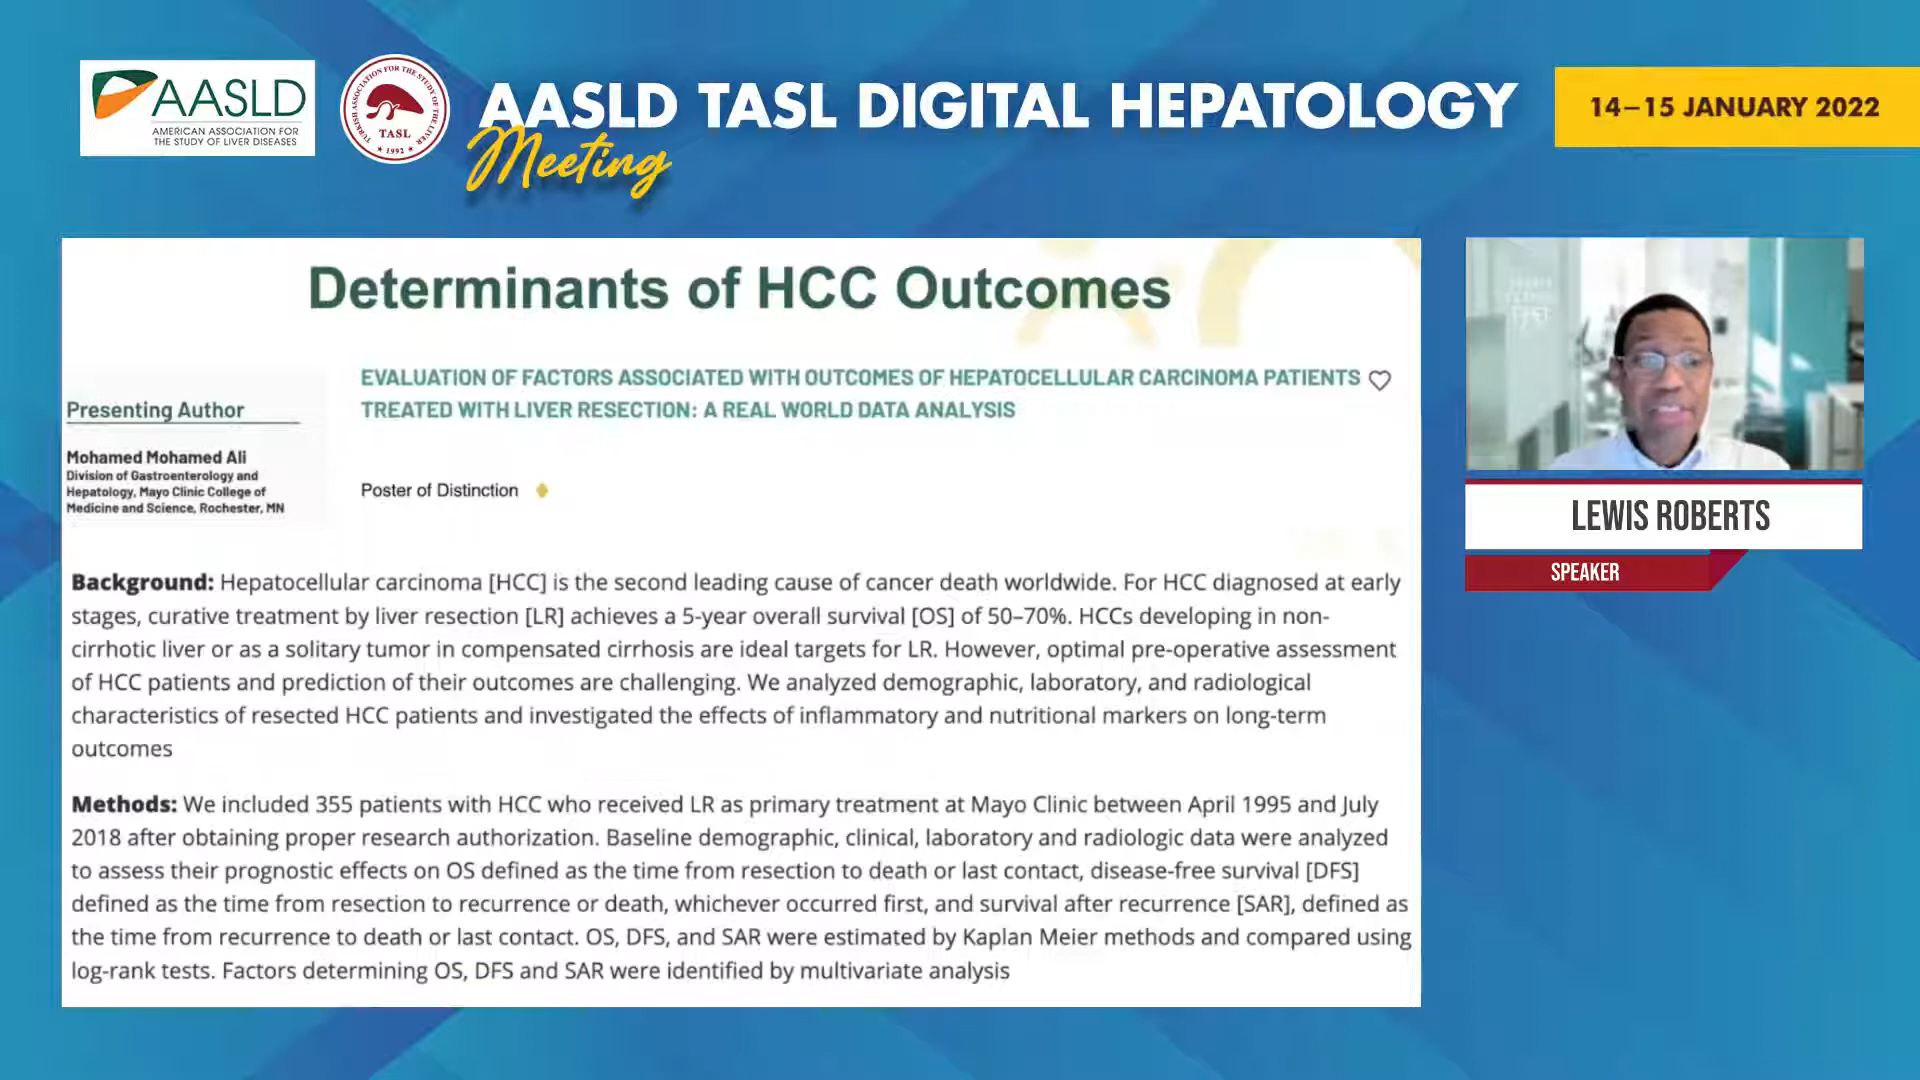 AASLD
AMERICAN ASSOCIATION FOR
THE STUDY OF LIVER DISEASES
TURKISH ASSOCIATION FOR THE STUDY OF THE LIVER
TASL
1992
AASLD TASL DIGITAL HEPATOLOGY
Meeting
14–15 JANUARY 2022
Determinants of HCC Outcomes
EVALUATION OF FACTORS ASSOCIATED WITH OUTCOMES OF HEPATOCELLULAR CARCINOMA PATIENTS
TREATED WITH LIVER RESECTION: A REAL WORLD DATA ANALYSIS
Presenting Author
Mohamed Mohamed Ali
Division of Gastroenterology and
Hepatology, Mayo Clinic College of
Medicine and Science, Rochester, MN
Poster of Distinction
Background: Hepatocellular carcinoma [HCC] is the second leading cause of cancer death worldwide. For HCC diagnosed at early
stages, curative treatment by liver resection [LR] achieves a 5-year overall survival [OS] of 50–70%. HCCs developing in non-
cirrhotic liver or as a solitary tumor in compensated cirrhosis are ideal targets for LR. However, optimal pre-operative assessment
of HCC patients and prediction of their outcomes are challenging. We analyzed demographic, laboratory, and radiological
characteristics of resected HCC patients and investigated the effects of inflammatory and nutritional markers on long-term
outcomes
Methods: We included 355 patients with HCC who received LR as primary treatment at Mayo Clinic between April 1995 and July
2018 after obtaining proper research authorization. Baseline demographic, clinical, laboratory and radiologic data were analyzed
to assess their prognostic effects on OS defined as the time from resection to death or last contact, disease-free survival [DFS]
defined as the time from resection to recurrence or death, whichever occurred first, and survival after recurrence [SAR], defined as
the time from recurrence to death or last contact. OS, DFS, and SAR were estimated by Kaplan Meier methods and compared using
log-rank tests. Factors determining OS, DFS and SAR were identified by multivariate analysis
LEWIS ROBERTS
SPEAKER